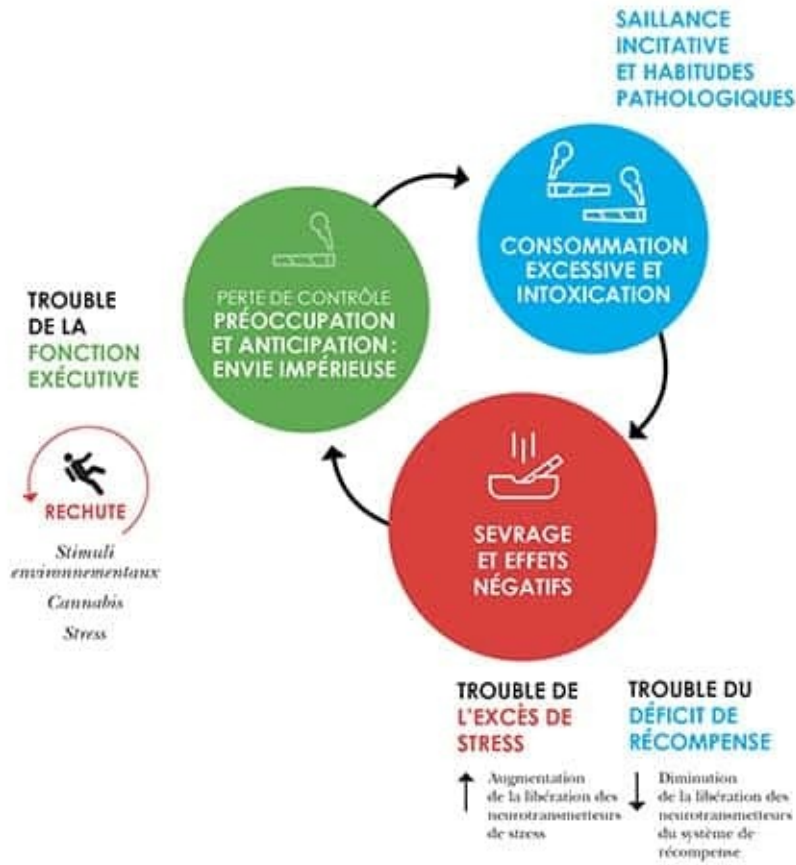 SAILLANCE
INCITATIVE
ET HABITUDES
PATHOLOGIQUES
CONSOMMATION
EXCESSIVE ET
INTOXICATION
PERTE DE CONTRÔLE
PRÉOCCUPATION
ET ANTICIPATION :
ENVIE IMPÉRIEUSE
TROUBLE
DE LA
FONCTION
EXÉCUTIVE
RECHUTE
Stimuli
environnementaux
Cannabis
Stress
SEVRAGE
ET EFFETS
NÉGATIFS
TROUBLE DE
L'EXCÈS DE
STRESS
Augmentation
de la libération des
neurotransmetteurs
de stress
TROUBLE DU
DÉFICIT DE
RÉCOMPENSE
Diminution
de la libération des
neurotransmetteurs
du système de
récompense